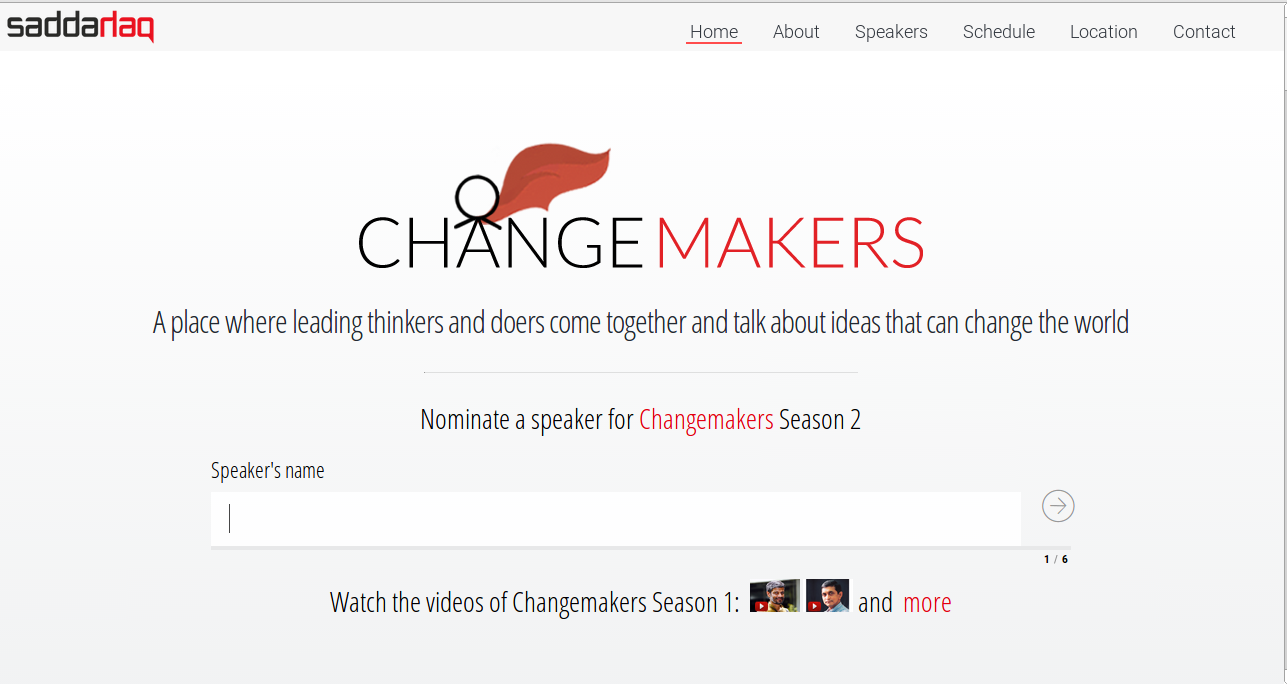 saddarlaq
Home About Speakers Schedule Location Contact
CHANGEMAKERS
A place where leading thinkers and doers come together and talk about ideas that can change the world
Nominate a speaker for Changemakers Season 2
Speaker's name
1 / 6
Watch the videos of Changemakers Season 1: and more